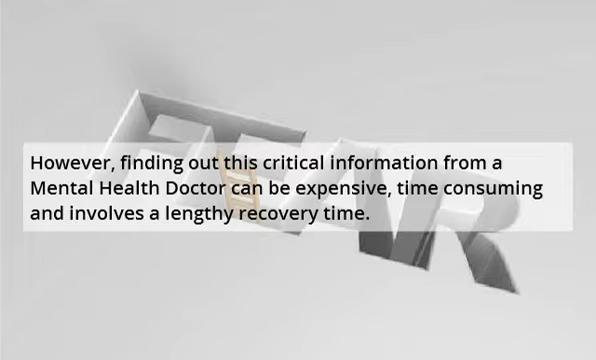 FEAR
However, finding out this critical information from a
Mental Health Doctor can be expensive, time consuming
and involves a lengthy recovery time.